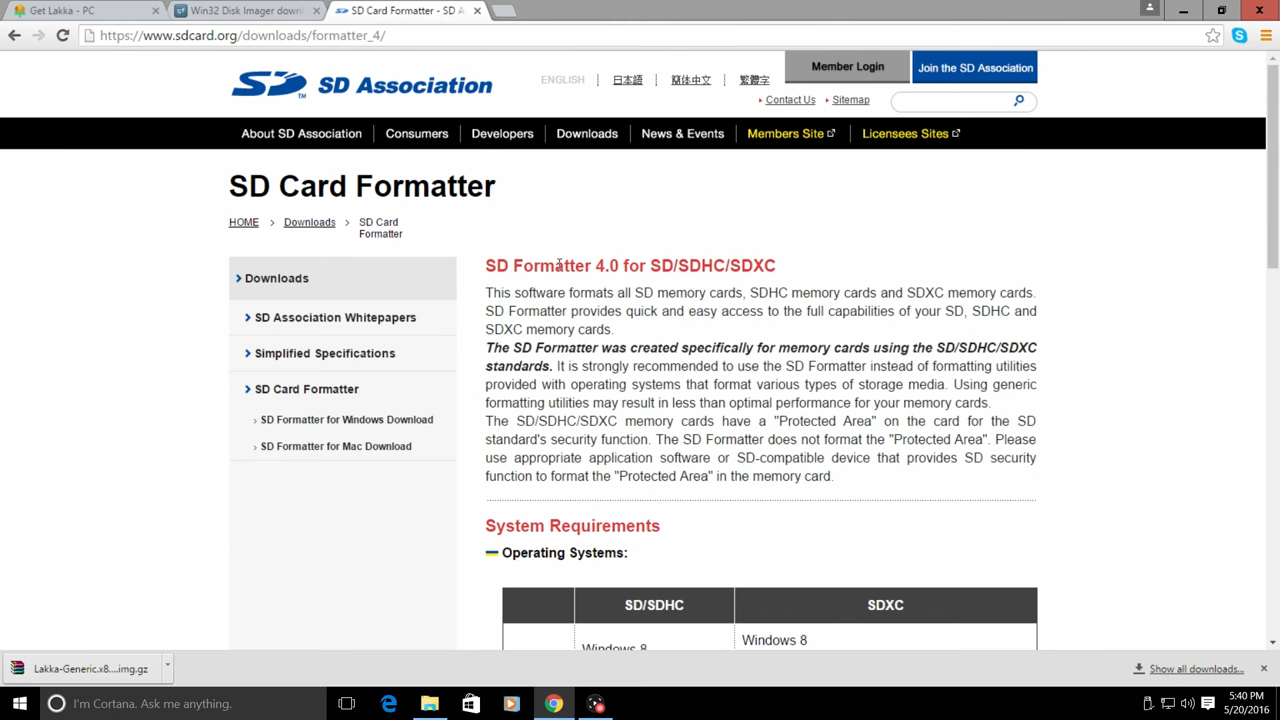 Get Lakka - PC
Win32 Disk Imager down
SD Card Formatter - SD A
https://www.sdcard.org/downloads/formatter_4/
SD Association
TM
ENGLISH
日本語
简体中文
繁體字
Member Login
Join the SD Association
Contact Us
Sitemap
About SD Association
Consumers
Developers
Downloads
News & Events
Members Site
Licensees Sites
SD Card Formatter
HOME > Downloads > SD Card
Formatter
Downloads
SD Association Whitepapers
Simplified Specifications
SD Card Formatter
SD Formatter for Windows Download
SD Formatter for Mac Download
SD Formatter 4.0 for SD/SDHC/SDXC
This software formats all SD memory cards, SDHC memory cards and SDXC memory cards.
SD Formatter provides quick and easy access to the full capabilities of your SD, SDHC and
SDXC memory cards.
The SD Formatter was created specifically for memory cards using the SD/SDHC/SDXC
standards. It is strongly recommended to use the SD Formatter instead of formatting utilities
provided with operating systems that format various types of storage media. Using generic
formatting utilities may result in less than optimal performance for your memory cards.
The SD/SDHC/SDXC memory cards have a "Protected Area" on the card for the SD
standard's security function. The SD Formatter does not format the "Protected Area". Please
use appropriate application software or SD-compatible device that provides SD security
function to format the "Protected Area" in the memory card.
System Requirements
Operating Systems:
SD/SDHC
SDXC
Windows 8
Windows 8
Lakka-Generic.x8....img.gz
Show all downloads...
I'm Cortana. Ask me anything.
5:40 PM
5/20/2016